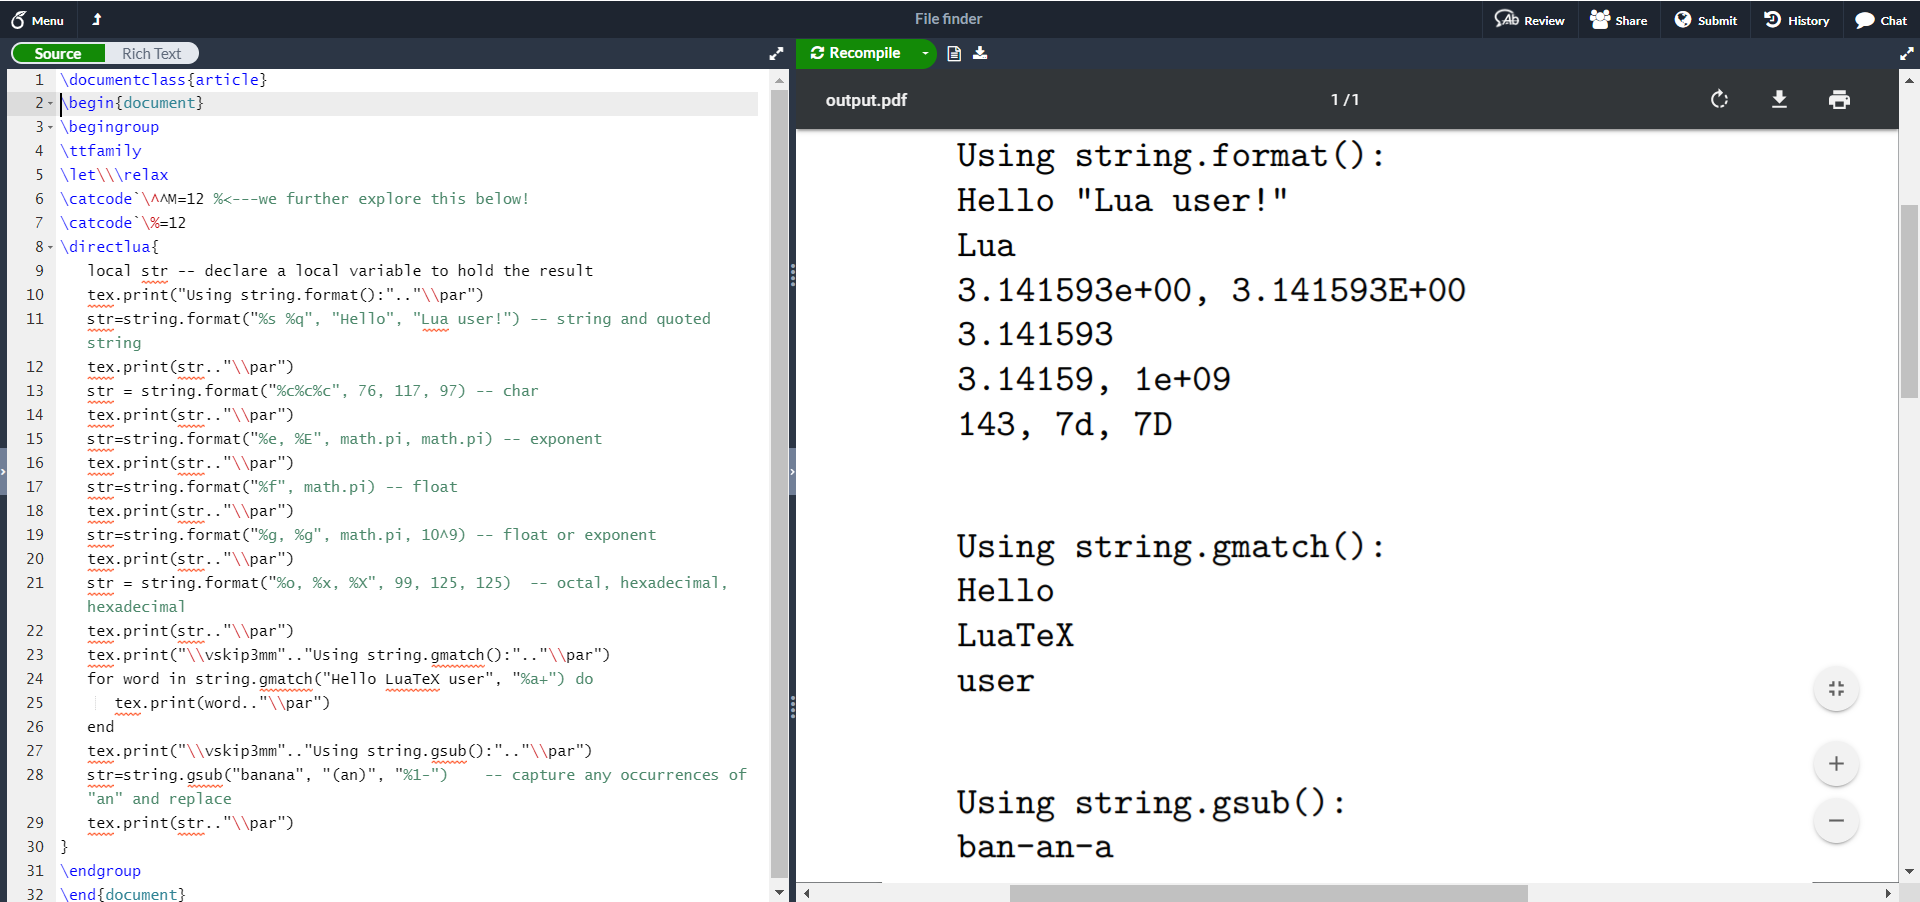 Menu
File finder
Review
Share
Submit
History
Chat
Source
Rich Text
Recompile
1 \documentclass{article}
2 \begin{document}
3 \begingroup
4 \ttfamily
5 \let\\\relax
6 \catcode`\^^M=12 %<---we further explore this below!
7 \catcode`\%=12
8 \directlua{
9 local str -- declare a local variable to hold the result
10 tex.print("Using string.format():".."\\par")
11 str=string.format("%s %q", "Hello", "Lua user!") -- string and quoted
string
12 tex.print(str.."\\par")
13 str = string.format("%c%c%c", 76, 117, 97) -- char
14 tex.print(str.."\\par")
15 str=string.format("%e, %E", math.pi, math.pi) -- exponent
16 tex.print(str.."\\par")
17 str=string.format("%f", math.pi) -- float
18 tex.print(str.."\\par")
19 str=string.format("%g, %g", math.pi, 10^9) -- float or exponent
20 tex.print(str.."\\par")
21 str = string.format("%o, %x, %X", 99, 125, 125)  -- octal, hexadecimal,
hexadecimal
22 tex.print(str.."\\par")
23 tex.print("\\vskip3mm".."Using string.gmatch():".."\\par")
24 for word in string.gmatch("Hello LuaTeX user", "%a+") do
25 tex.print(word.."\\par")
26 end
27 tex.print("\\vskip3mm".."Using string.gsub():".."\\par")
28 str=string.gsub("banana", "(an)", "%1-")    -- capture any occurrences of
"an" and replace
29 tex.print(str.."\\par")
30 }
31 \endgroup
32 \end{document}
output.pdf
1 / 1
Using string.format():
Hello "Lua user!"
Lua
3.141593e+00, 3.141593E+00
3.141593
3.14159, 1e+09
143, 7d, 7D
Using string.gmatch():
Hello
LuaTeX
user
Using string.gsub():
ban-an-a